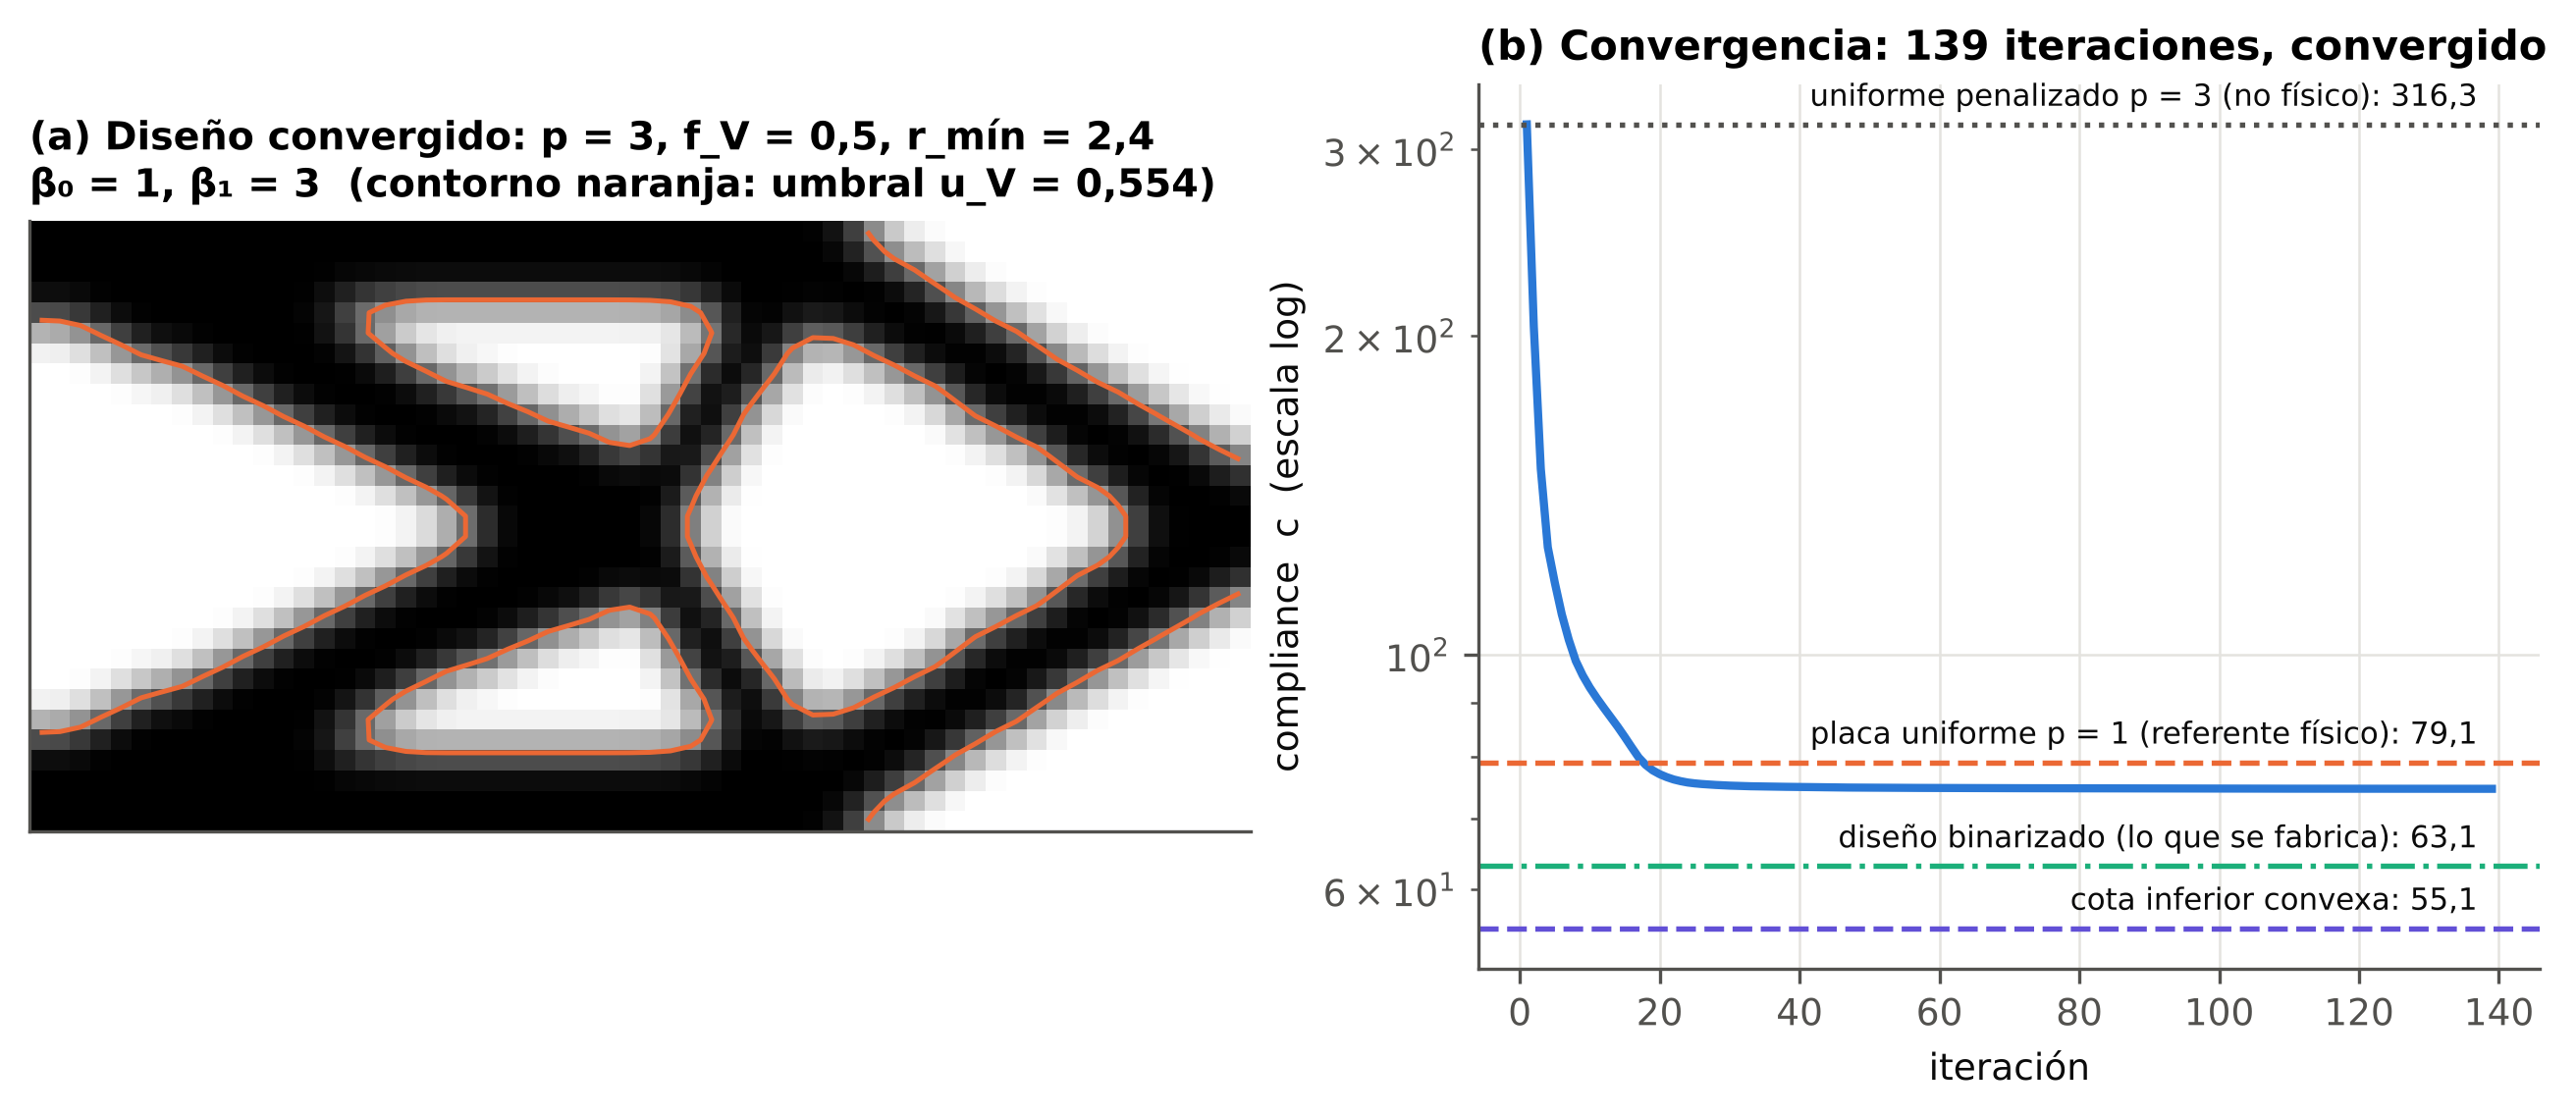 (a) Diseño convergido: p = 3, f_V = 0,5, r_mín = 2,4
β₀ = 1, β₁ = 3  (contorno naranja: umbral u_V = 0,554)
(b) Convergencia: 139 iteraciones, convergido
uniforme penalizado p = 3 (no físico): 316,3
placa uniforme p = 1 (referente físico): 79,1
diseño binarizado (lo que se fabrica): 63,1
cota inferior convexa: 55,1
compliance  c  (escala log)
3 × 10²
2 × 10²
10²
6 × 10¹
0 20 40 60 80 100 120 140
iteración